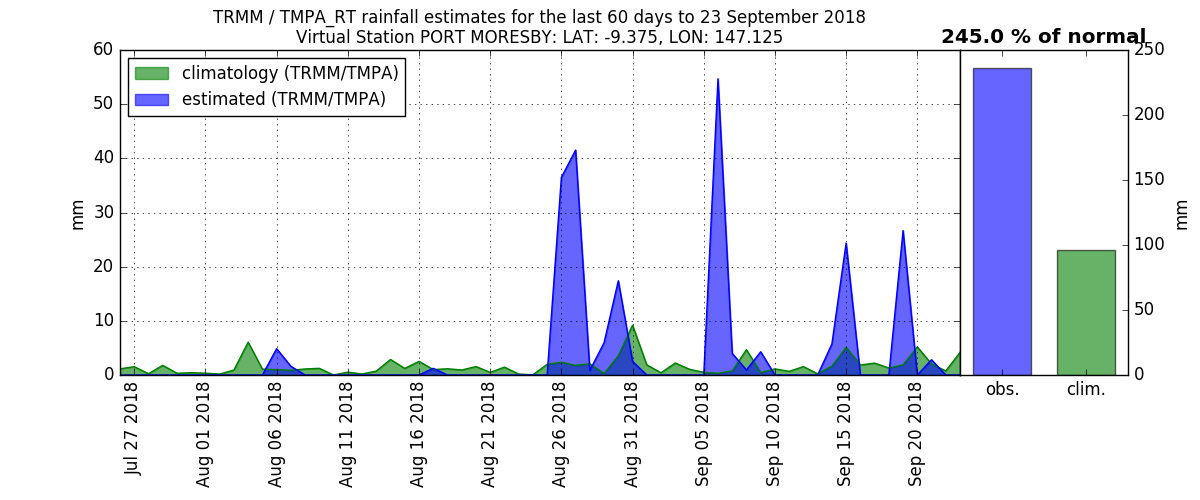 TRMM / TMPA_RT rainfall estimates for the last 60 days to 23 September 2018
Virtual Station PORT MORESBY: LAT: -9.375, LON: 147.125
245.0 % of normal
climatology (TRMM/TMPA)
estimated (TRMM/TMPA)
60
50
40
30
20
10
0
mm
Jul 27 2018
Aug 01 2018
Aug 06 2018
Aug 11 2018
Aug 16 2018
Aug 21 2018
Aug 26 2018
Aug 31 2018
Sep 05 2018
Sep 10 2018
Sep 15 2018
Sep 20 2018
250
200
150
100
50
0
mm
obs.
clim.